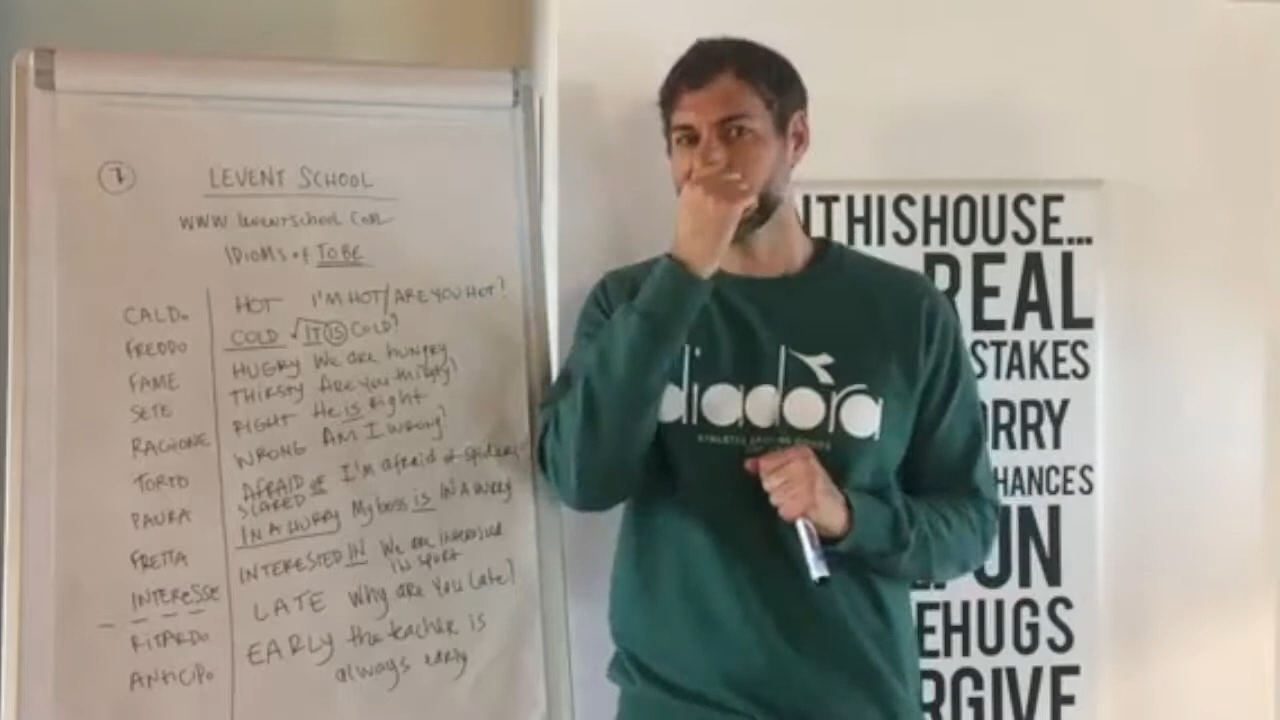 7
LEVENT SCHOOL
www.leventschool.com
IDIOMS of TO BE
CALDO HOT I'M HOT/ARE YOU HOT?
FREDDO COLD IT IS COLD?
FAME HUGRY We are hungry
SETE THIRSTY Are you thirsty?
RAGIONE RIGHT He is right
TORTO WRONG AM I WRONG?
PAURA AFRAID OF I'm afraid of spiders
SCARED
FRETTA IN A HURRY My boss is IN A HURRY
INTERESSE INTERESTED IN We are interested
IN SPORT
RITARDO LATE Why are you late?
ANTICIPO EARLY the teacher is
always early
diadora
NTHISHOUSE...
REAL
STAKES
ORRY
HANCES
UN
EHUGS
RGIVE